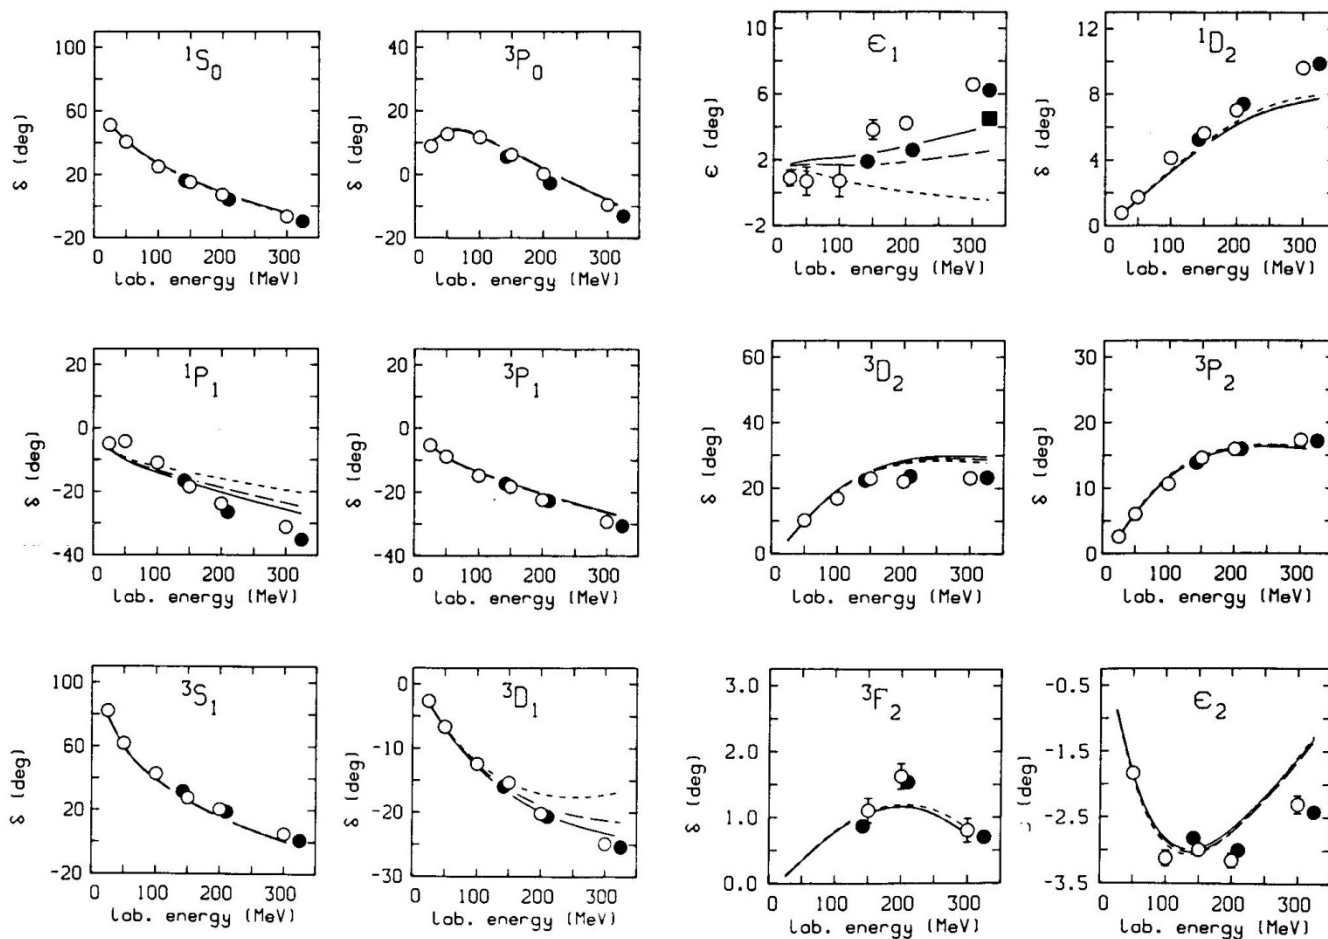 ¹S₀
δ (deg)
100
60
20
-20
0 100 200 300
lab. energy (MeV)
³P₀
δ (deg)
40
20
0
-20
0 100 200 300
lab. energy (MeV)
ϵ₁
ϵ (deg)
10
6
2
-2
0 100 200 300
lab. energy (MeV)
¹D₂
δ (deg)
12
8
4
0
0 100 200 300
lab. energy (MeV)
¹P₁
δ (deg)
20
0
-20
-40
0 100 200 300
lab. energy (MeV)
³P₁
δ (deg)
20
0
-20
-40
0 100 200 300
lab. energy (MeV)
³D₂
δ (deg)
60
40
20
0
0 100 200 300
lab. energy (MeV)
³P₂
δ (deg)
30
20
10
0
0 100 200 300
lab. energy (MeV)
³S₁
δ (deg)
100
60
20
-20
0 100 200 300
lab. energy (MeV)
³D₁
δ (deg)
0
-10
-20
-30
0 100 200 300
lab. energy (MeV)
³F₂
δ (deg)
3.0
2.0
1.0
0.0
0 100 200 300
lab. energy (MeV)
ϵ₂
(deg)
-0.5
-1.5
-2.5
-3.5
0 100 200 300
lab. energy (MeV)